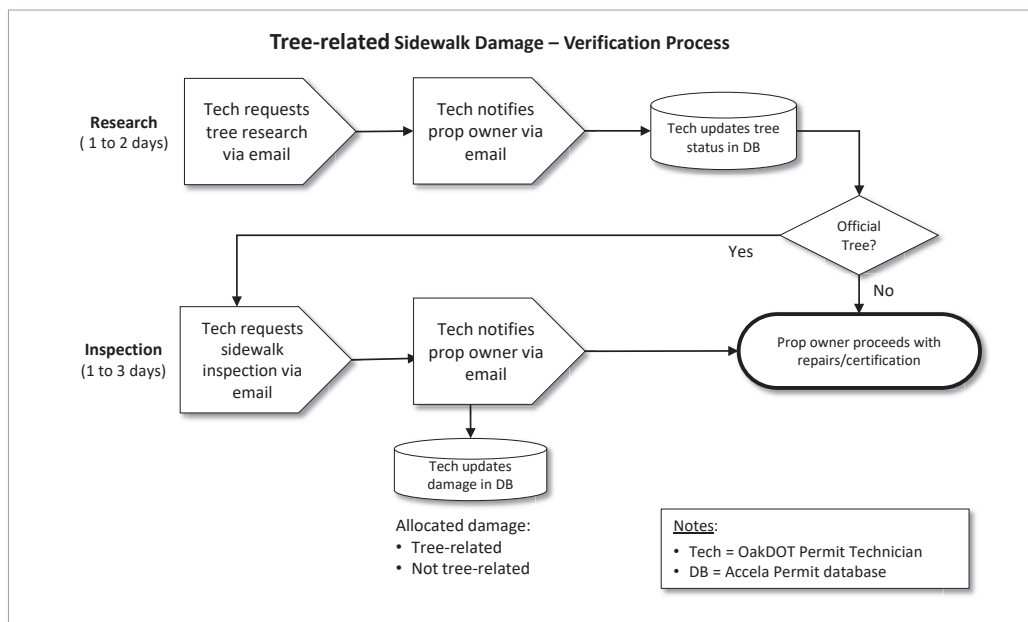 Tree-related Sidewalk Damage – Verification Process
Research
( 1 to 2 days)
Tech requests
tree research
via email
Tech notifies
prop owner via
email
Tech updates tree
status in DB
Official
Tree?
Yes
No
Inspection
(1 to 3 days)
Tech requests
sidewalk
inspection via
email
Tech notifies
prop owner via
email
Prop owner proceeds with
repairs/certification
Tech updates
damage in DB
Allocated damage:
• Tree-related
• Not tree-related
Notes:
• Tech = OakDOT Permit Technician
• DB = Accela Permit database